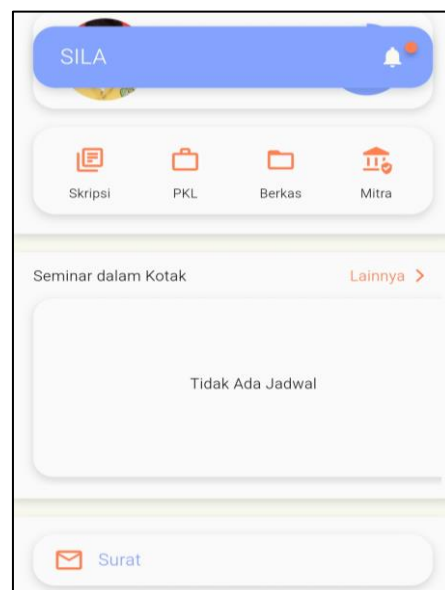 SILA
Skripsi
PKL
Berkas
Mitra
Seminar dalam Kotak
Lainnya
Tidak Ada Jadwal
Surat